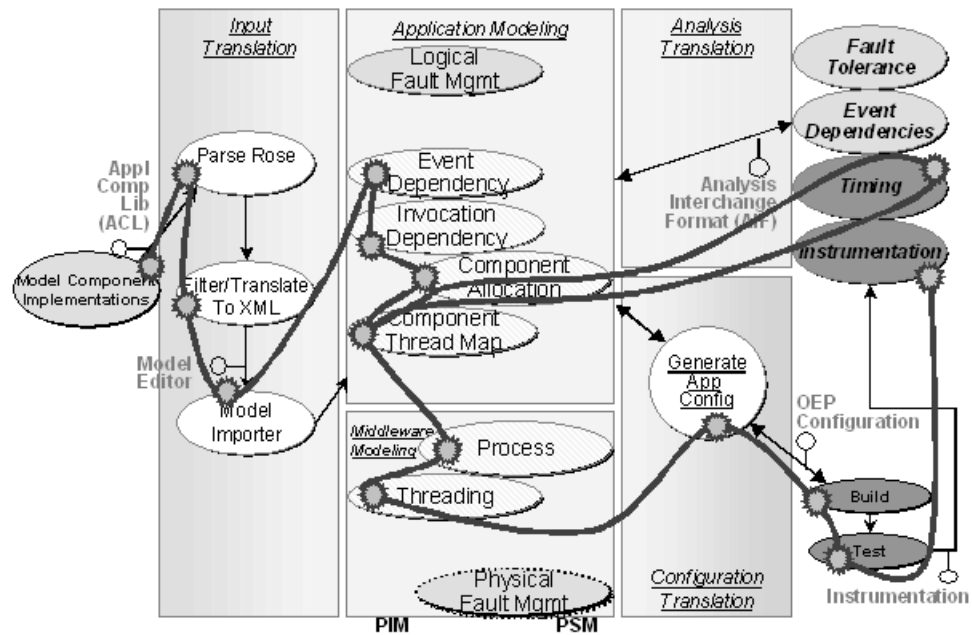 Input
Translation
Application Modeling
Analysis
Translation
Logical
Fault Mgmt
Fault
Tolerance
Event
Dependencies
Parse Rose
Appl
Comp
Lib
(ACL)
Event
Dependency
Invocation
Dependency
Analysis
Interchange
Format (AIF)
Timing
Instrumentation
Model Component
Implementations
Filter/Translate
To XML
Component
Allocation
Component
Thread Map
Model
Editor
Model
Importer
Generate
App
Config
OEP
Configuration
Middleware
Modeling
Process
Threading
Build
Test
Physical
Fault Mgmt
Configuration
Translation
Instrumentation
PIM
PSM